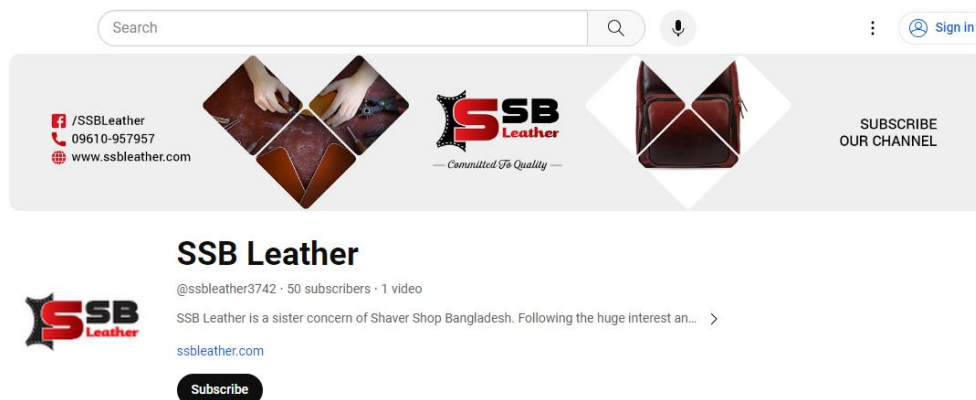 Search
Sign in
/SSBLeather
09610-957957
www.ssbleather.com
SSB
Leather
Committed To Quality
SUBSCRIBE
OUR CHANNEL
SSB Leather
@ssbleather3742 · 50 subscribers · 1 video
SSB Leather is a sister concern of Shaver Shop Bangladesh. Following the huge interest an...
SSB
Leather
ssbleather.com
Subscribe